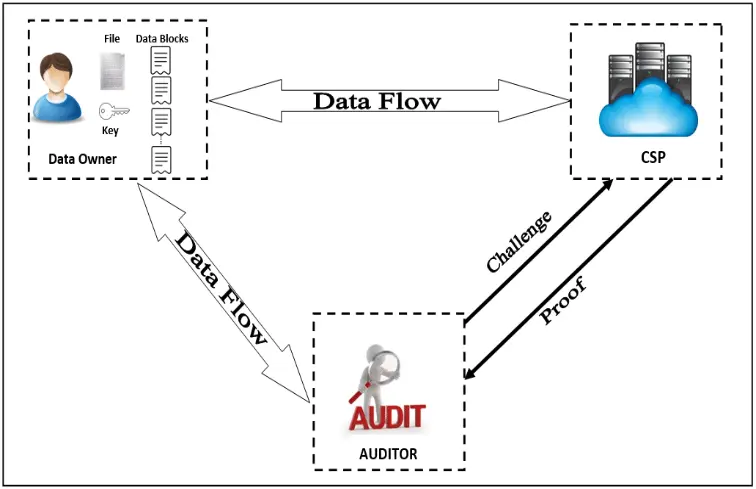 File
Data Blocks
Key
Data Owner
Data Flow
CSP
Data Flow
Challenge
Proof
AUDIT
AUDITOR